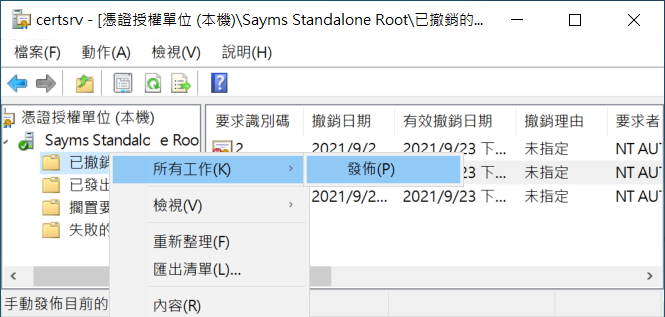 certsrv - [憑證授權單位 (本機)\Sayms Standalone Root\已撤銷的...
檔案(F) 動作(A) 檢視(V) 說明(H)
憑證授權單位 (本機)
Sayms Standalone Roo
已撤銷
已發出
擱置要
失敗的
要求識別碼 撤銷日期 有效撤銷日期 撤銷理由 要求者
2 2021/9/2 2021/9/23 下... 未指定 NT AU
/9/23 下... 未指定 NT AU
2021/9/2... 2021/9/23 下... 未指定 NT AU
所有工作(K)
發佈(P)
檢視(V)
重新整理(F)
匯出清單(L)...
內容(R)
手動發佈目前的